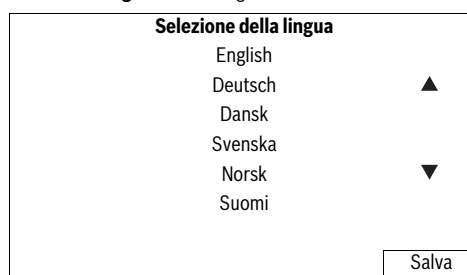 Selezione della lingua
English
Deutsch
Dansk
Svenska
Norsk
Suomi
Salva